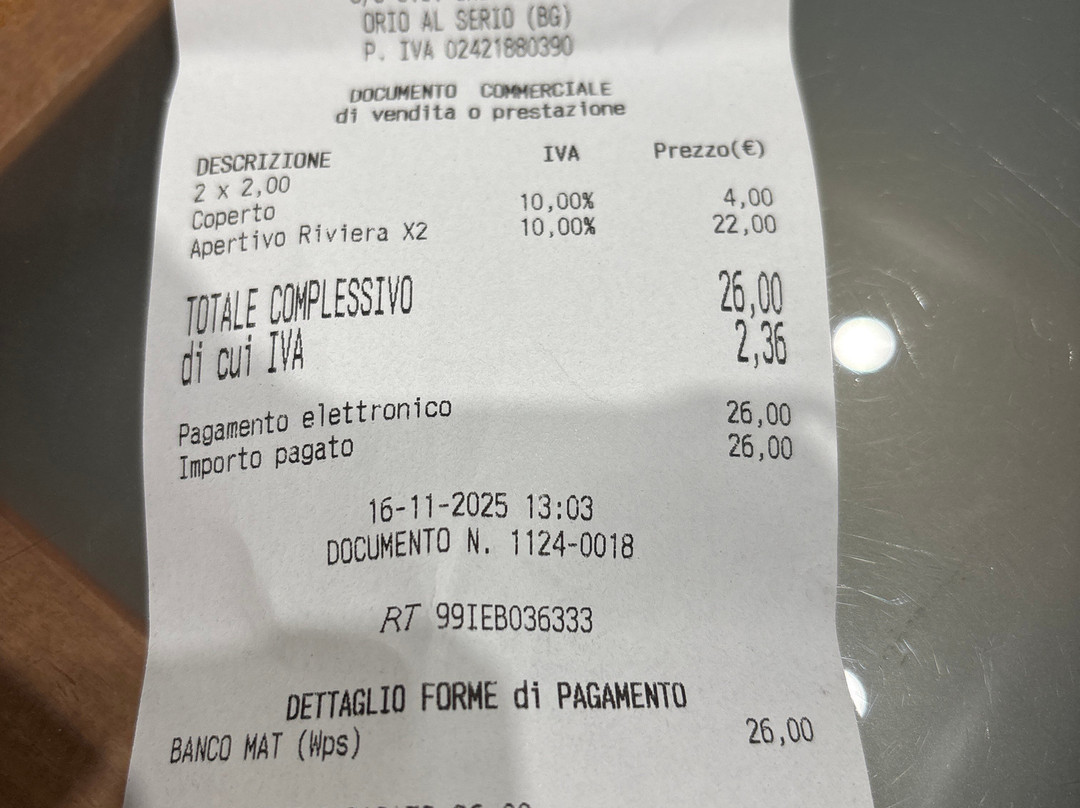 ORIO AL SERIO (BG)
P. IVA 02421880390
DOCUMENTO COMMERCIALE
di vendita o prestazione
DESCRIZIONE IVA Prezzo(€)
2 x 2,00
Coperto 10,00% 4,00
Apertivo Riviera X2 10,00% 22,00
TOTALE COMPLESSIVO 26,00
di cui IVA 2,36
Pagamento elettronico 26,00
Importo pagato 26,00
16-11-2025 13:03
DOCUMENTO N. 1124-0018
RT 99IEB036333
DETTAGLIO FORME di PAGAMENTO
BANCO MAT (Wps) 26,00